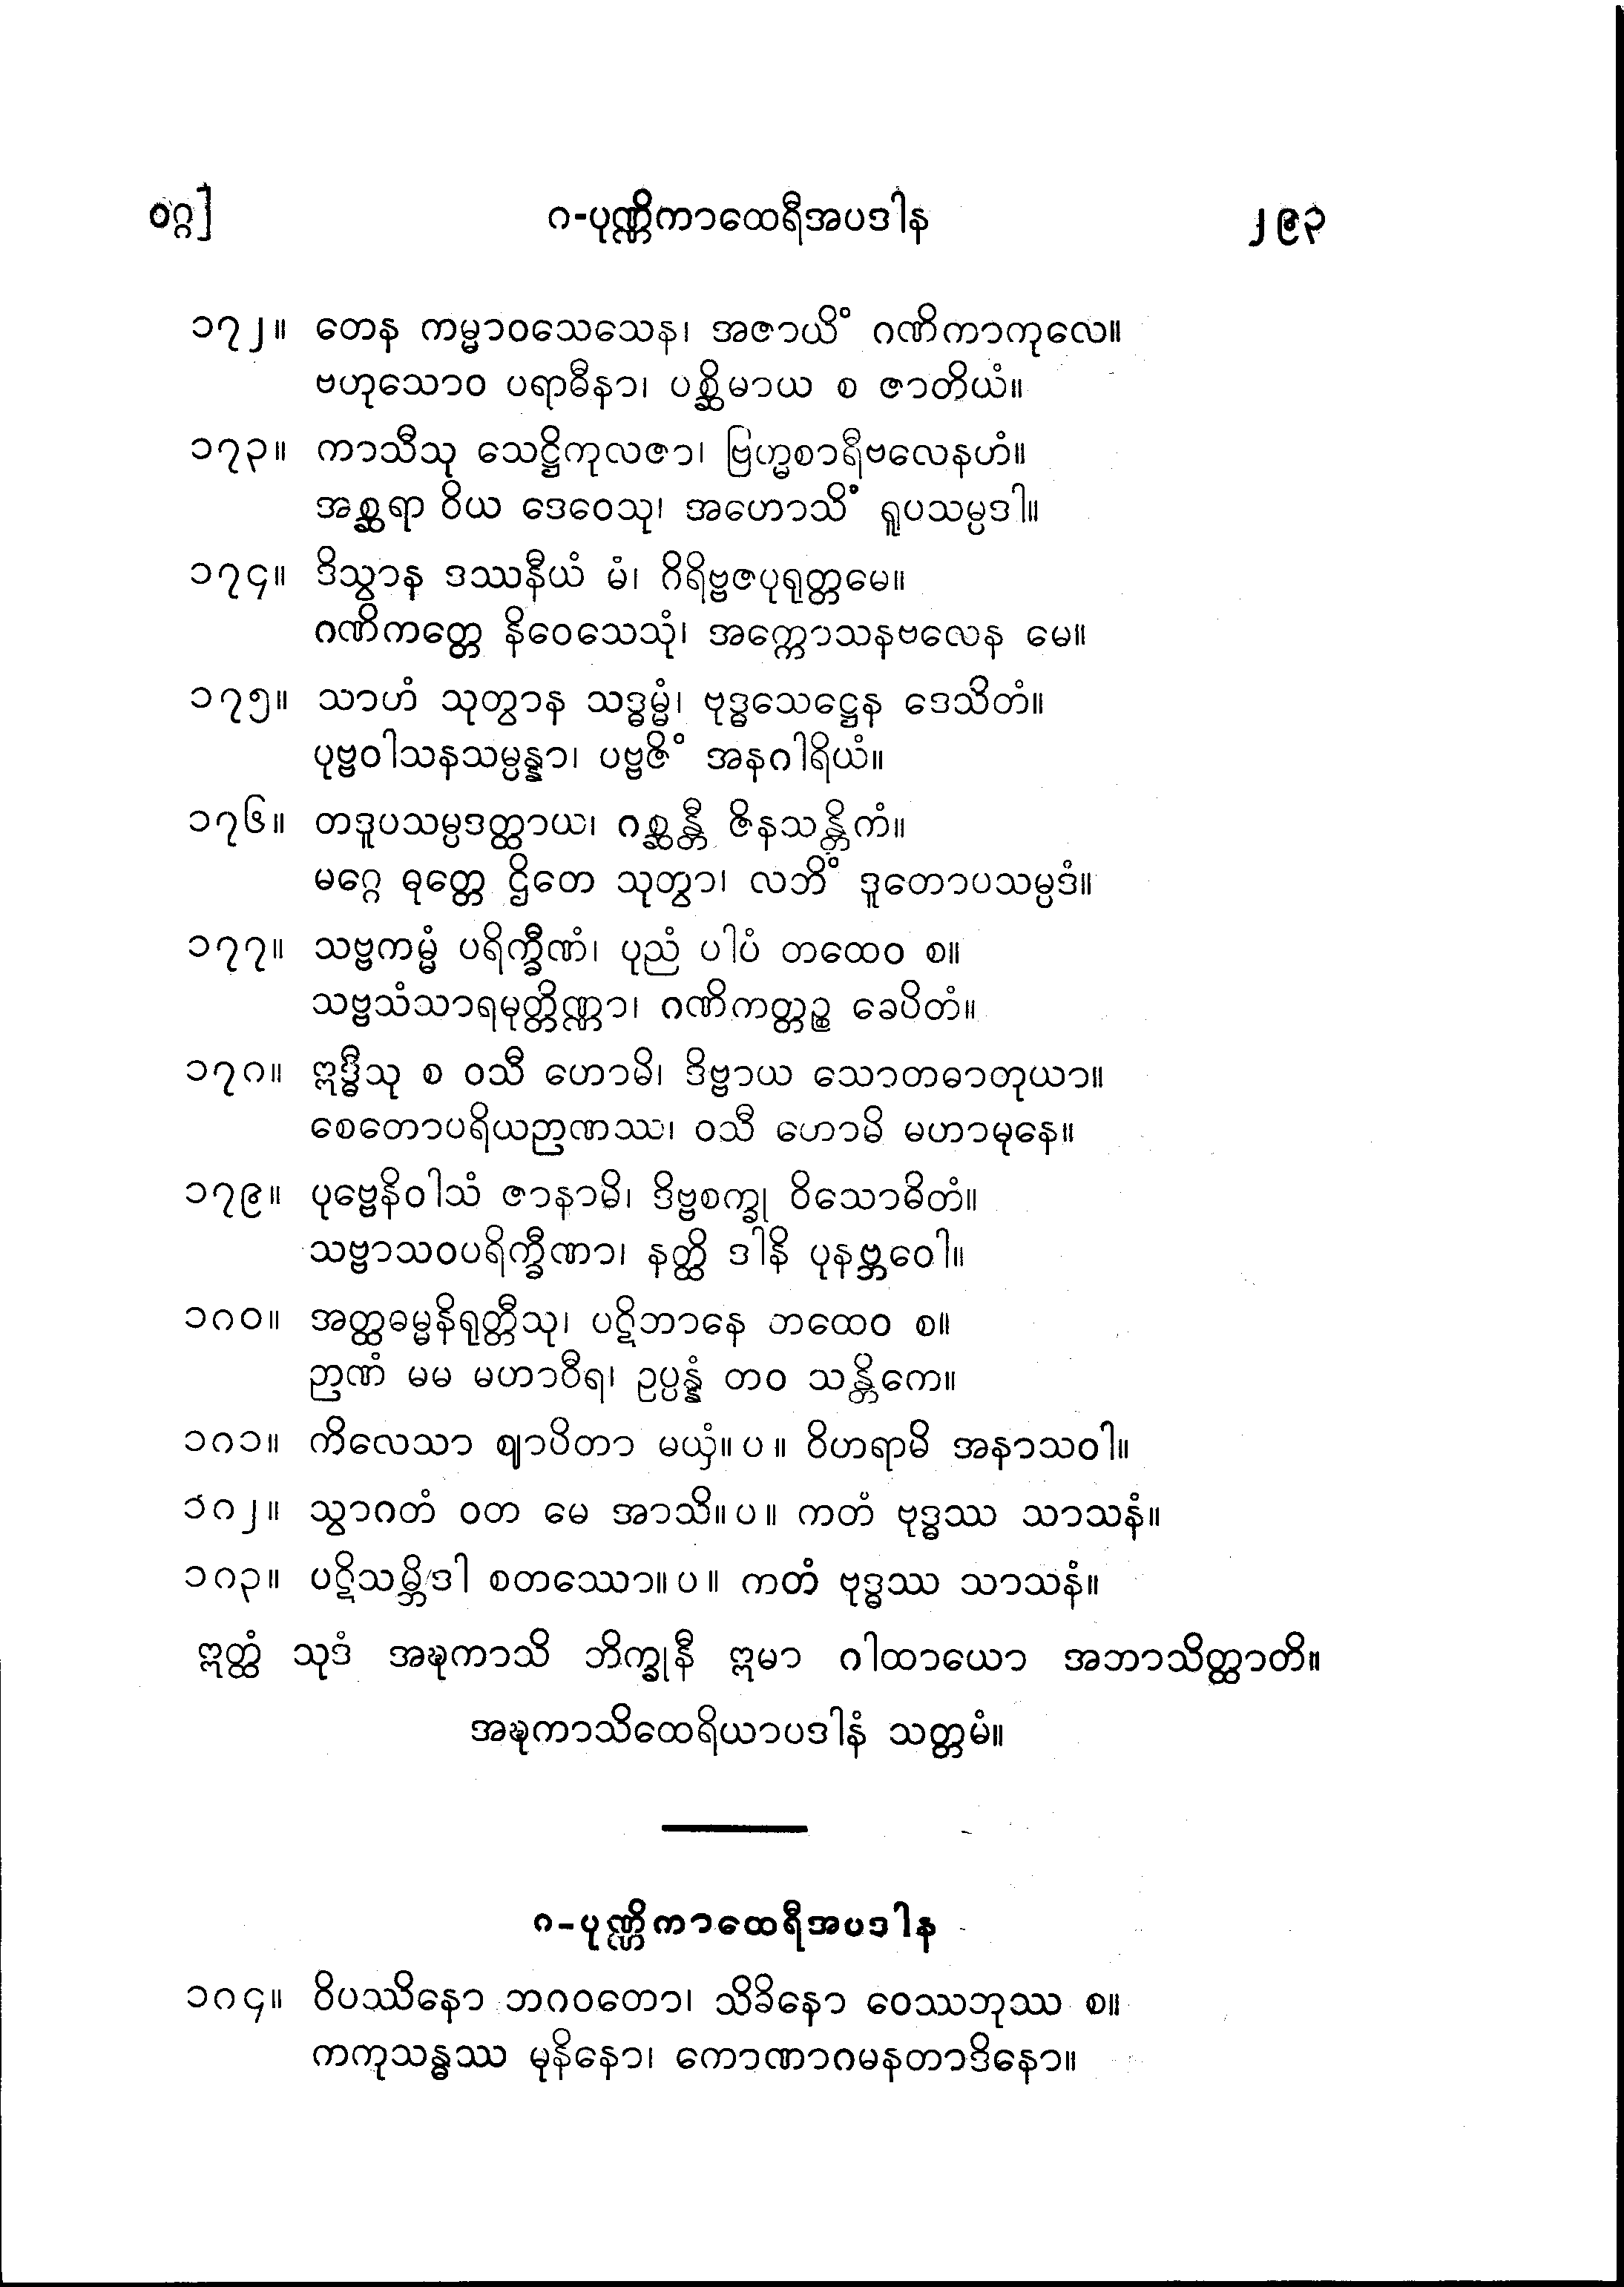 ဝဂ္ဂ]
၈-ပုဏ္ဏိကာထေရီအပဒါန
၂၉၃
၁၇၂။ တေန ကမ္မာဝသေသေန၊ အဇာယိံ ဂဏိကာကုလေ။
ဗဟုသောဝ ပရာဓီနာ၊ ပစ္ဆိမာယ စ ဇာတိယံ။
၁၇၃။ ကာသီသု သေဋ္ဌိကုလဇာ၊ ဗြဟ္မစာရီဗလေနဟံ။
အစ္ဆရာ ဝိယ ဒေဝေသု၊ အဟောသိံ ရူပသမ္ပဒါ။
၁၇၄။ ဒိသွာန ဒဿနီယံ မံ၊ ဂိရိဗ္ဗဇပုရုတ္တမေ။
ဂဏိကတ္တေ နိဝေသေသုံ၊ အက္ကောသနဗလေန မေ။
၁၇၅။ သာဟံ သုတွာန သဒ္ဓမ္မံ၊ ဗုဒ္ဓသေဋ္ဌေန ဒေသိတံ။
ပုဗ္ဗဝါသနသမ္ပန္နာ၊ ပဗ္ဗဇိံ အနဂါရိယံ။
၁၇၆။ တဒူပသမ္ပဒတ္ထာယ၊ ဂစ္ဆန္တီ ဇိနသန္တိကံ။
မဂ္ဂေ ဓုတ္တေ ဌိတေ သုတွာ၊ လဘိံ ဒူတောပသမ္ပဒံ။
၁၇၇။ သဗ္ဗကမ္မံ ပရိက္ခီဏံ၊ ပုညံ ပါပံ တထေဝ စ။
သဗ္ဗသံသာရမုတ္တိဏ္ဏာ၊ ဂဏိကတ္တဉ္စ ခေပိတံ။
၁၇၈။ ဣဒ္ဓီသု စ ဝသီ ဟောမိ၊ ဒိဗ္ဗာယ သောတဓာတုယာ။
စေတောပရိယဉာဏဿ၊ ဝသီ ဟောမိ မဟာမုနေ။
၁၇၉။ ပုဗ္ဗေနိဝါသံ ဇာနာမိ၊ ဒိဗ္ဗစက္ခု ဝိသောဓိတံ။
သဗ္ဗာသဝပရိက္ခီဏာ၊ နတ္ထိ ဒါနိ ပုနဗ္ဘဝေါ။
၁၈၀။ အတ္ထဓမ္မနိရုတ္တီသု၊ ပဋိဘာနေ တထေဝ စ။
ဉာဏံ မမ မဟာဝီရ၊ ဥပ္ပန္နံ တဝ သန္တိကေ။
၁၈၁။ ကိလေသာ ဈာပိတာ မယှံ။ ပ ။ ဝိဟရာမိ အနာသဝါ။
၁၈၂။ သွာဂတံ ဝတ မေ အာသိ။ ပ ။ ကတံ ဗုဒ္ဓဿ သာသနံ။
၁၈၃။ ပဋိသမ္ဘိဒါ စတဿော။ ပ ။ ကတံ ဗုဒ္ဓဿ သာသနံ။
ဣတ္ထံ သုဒံ အဍ္ဎကာသိ ဘိက္ခုနီ ဣမာ ဂါထာယော အဘာသိတ္ထာတိ။
အဍ္ဎကာသိထေရိယာပဒါနံ သတ္တမံ။
၈-ပုဏ္ဏိကာထေရီအပဒါန
၁၈၄။ ဝိပဿိနော ဘဂဝတော၊ သိခိနော ဝေဿဘုဿ စ။
ကကုသန္ဓဿ မုနိနော၊ ကောဏာဂမနတာဒိနော။